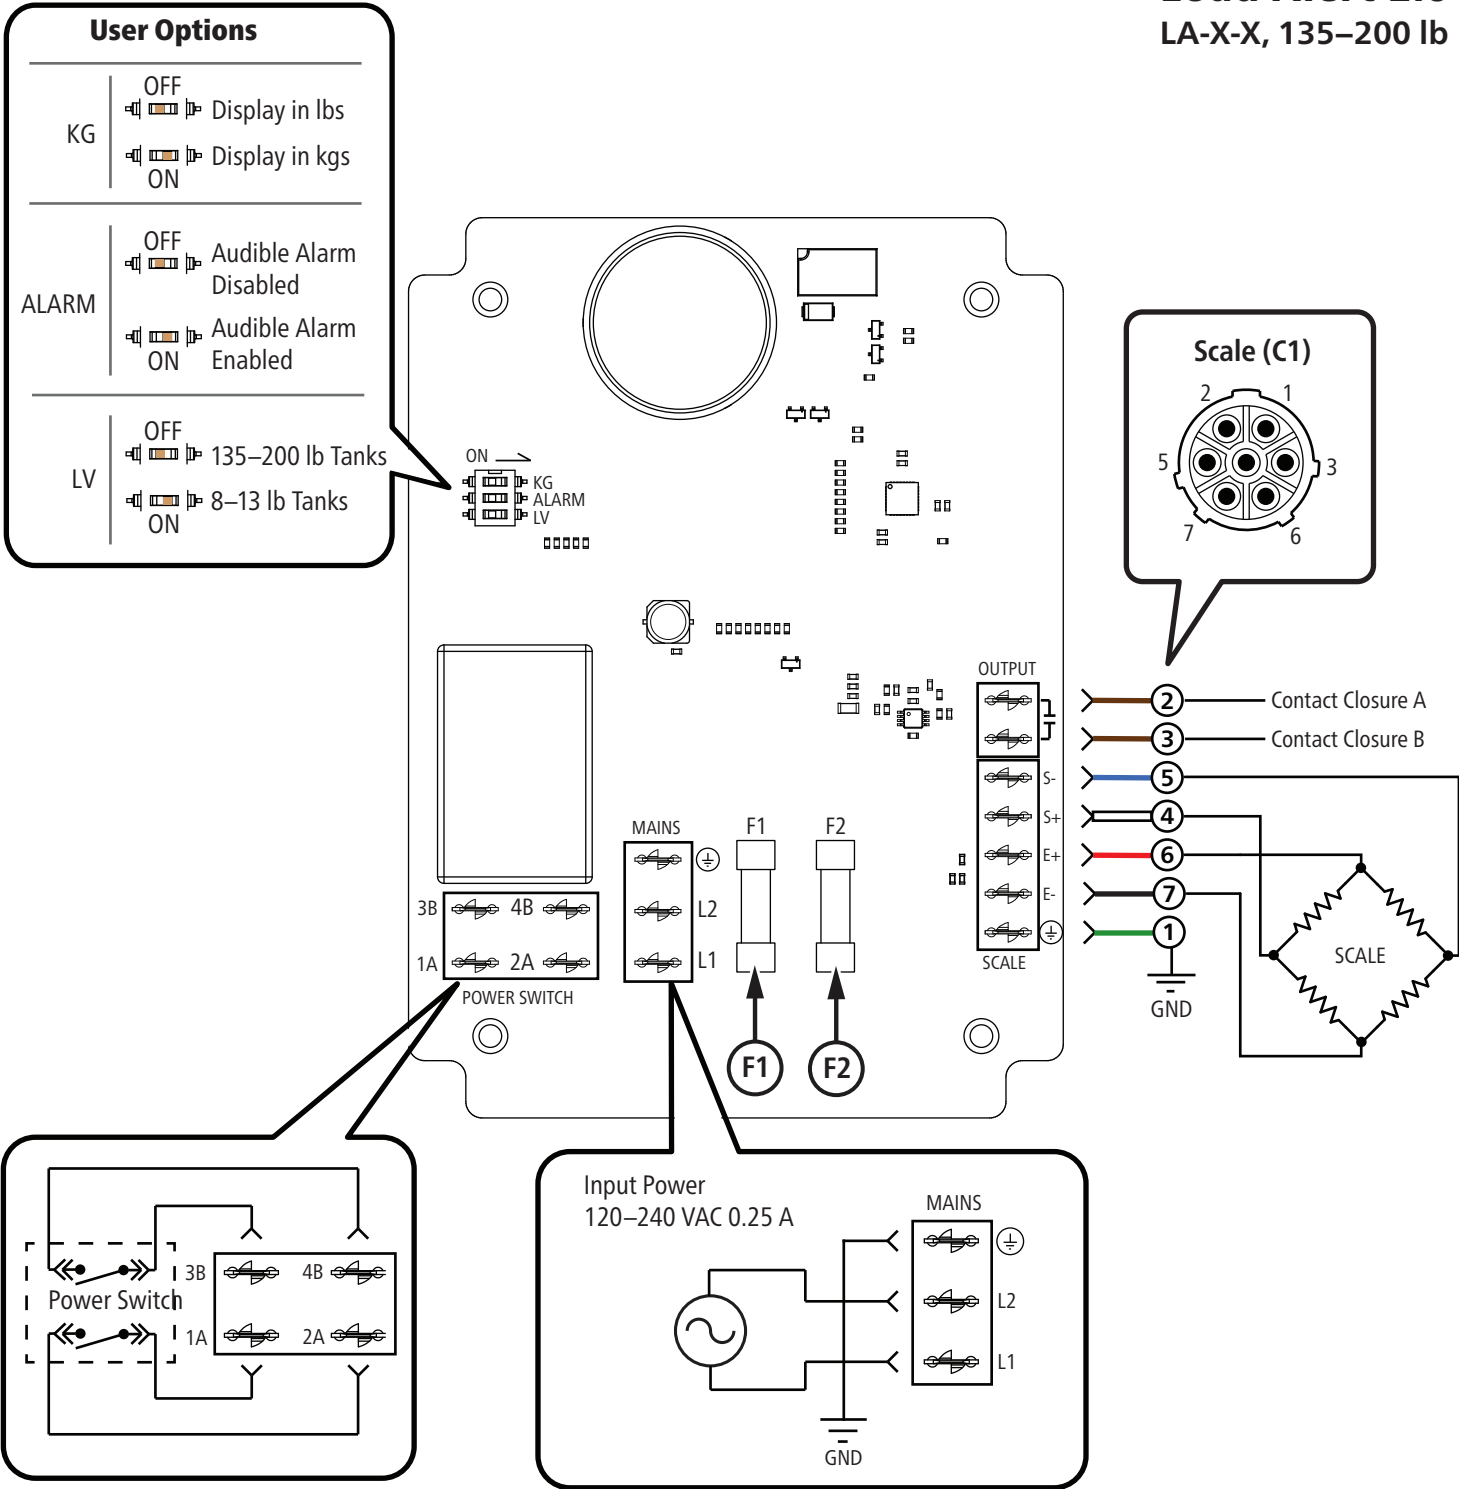 LA-X-X, 135–200 lb
User Options
KG
OFF
Display in lbs
Display in kgs
ON
ALARM
OFF
Audible Alarm
Disabled
Audible Alarm
Enabled
ON
LV
OFF
135–200 lb Tanks
8–13 lb Tanks
ON
ON
KG
ALARM
LV
Scale (C1)
2 1
5 3
7 6
OUTPUT
2 Contact Closure A
3 Contact Closure B
S- 5
S+ 4
E+ 6
E- 7
1
SCALE
SCALE
GND
MAINS
L2
L1
F1 F2
3B 4B
1A 2A
POWER SWITCH
F1 F2
3B 4B
Power Switch
1A 2A
Input Power
120–240 VAC 0.25 A
MAINS
L2
L1
GND